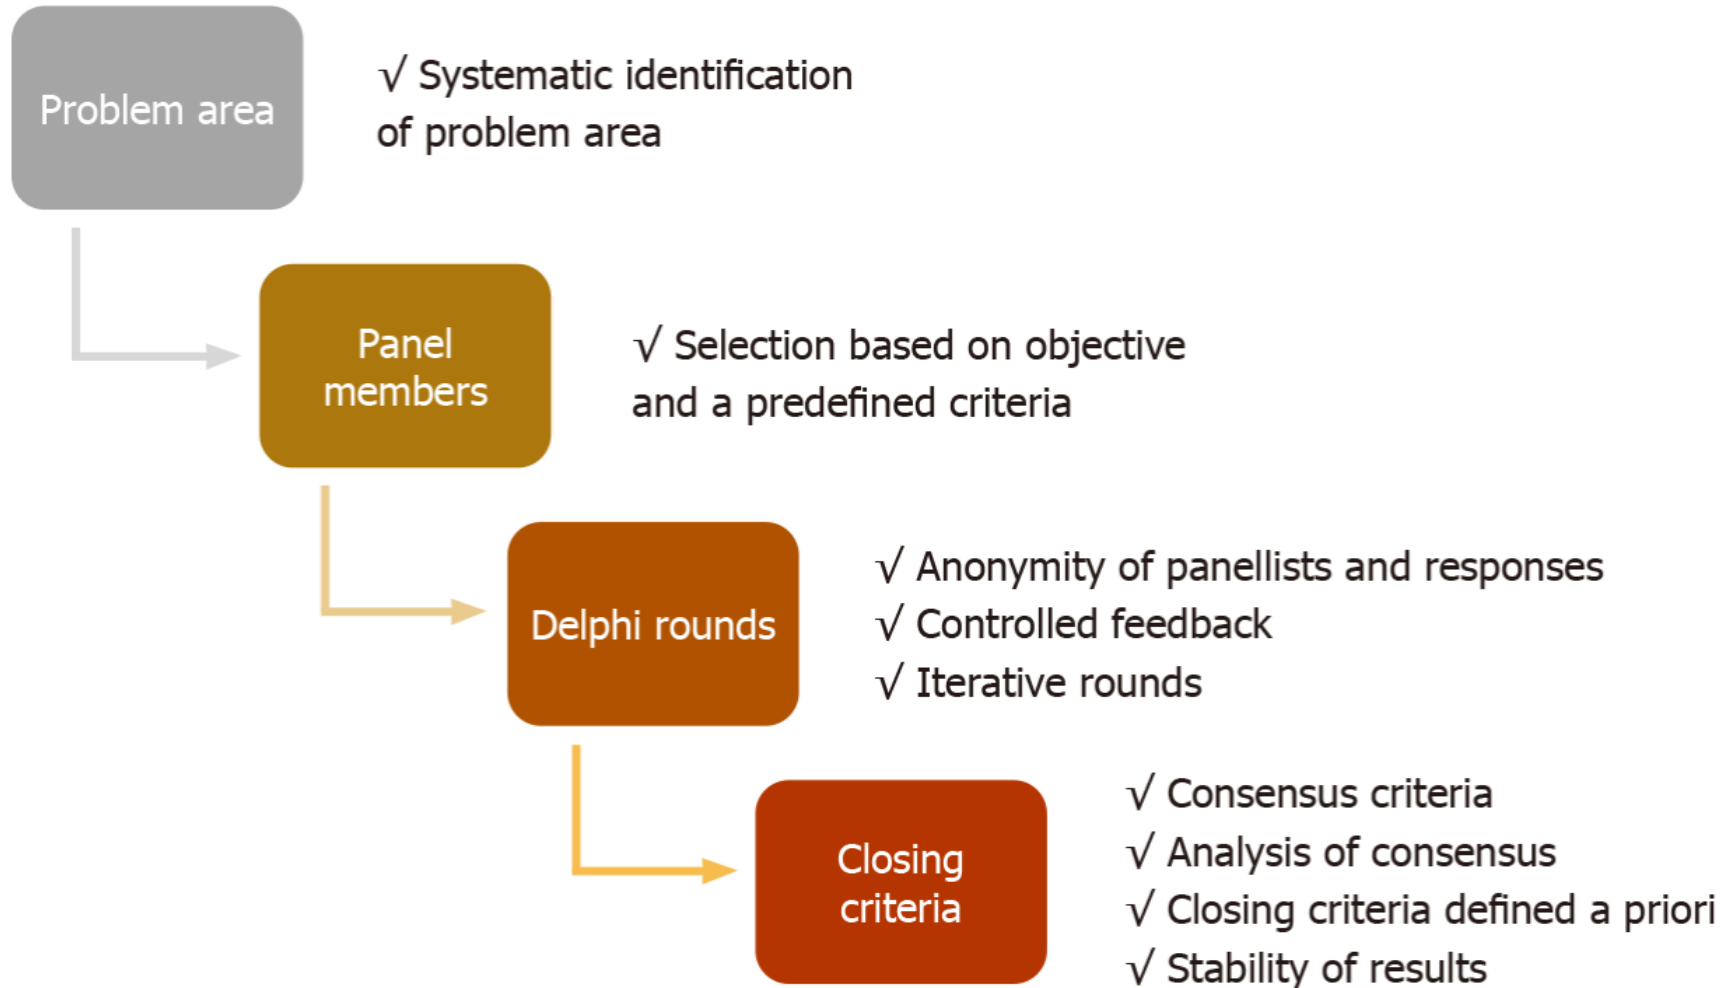 Problem area
√ Systematic identification
of problem area
Panel
members
√ Selection based on objective
and a predefined criteria
Delphi rounds
√ Anonymity of panellists and responses
√ Controlled feedback
√ Iterative rounds
Closing
criteria
√ Consensus criteria
√ Analysis of consensus
√ Closing criteria defined a priori
√ Stability of results